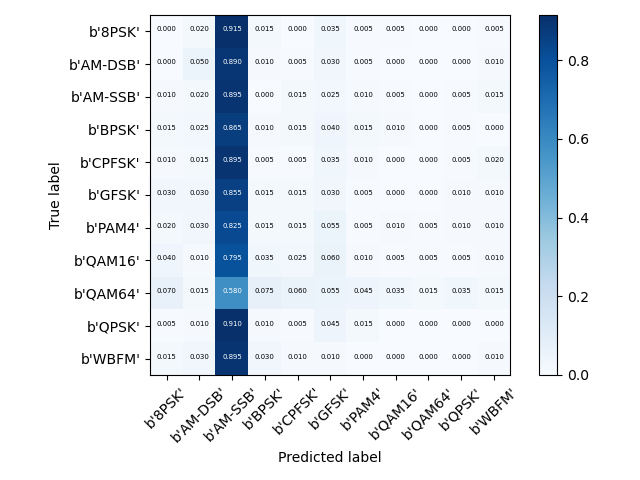 b'8PSK' 0.000 0.020 0.915 0.015 0.000 0.035 0.005 0.005 0.000 0.000 0.005
b'AM-DSB' 0.000 0.050 0.890 0.010 0.005 0.030 0.005 0.000 0.000 0.000 0.010
b'AM-SSB' 0.010 0.020 0.895 0.000 0.015 0.025 0.010 0.005 0.000 0.005 0.015
b'BPSK' 0.015 0.025 0.865 0.010 0.015 0.040 0.015 0.010 0.000 0.005 0.000
b'CPFSK' 0.010 0.015 0.895 0.005 0.005 0.035 0.010 0.000 0.000 0.005 0.020
b'GFSK' 0.030 0.030 0.855 0.015 0.015 0.030 0.005 0.000 0.000 0.010 0.010
b'PAM4' 0.020 0.030 0.825 0.015 0.015 0.055 0.005 0.010 0.005 0.010 0.010
b'QAM16' 0.040 0.010 0.795 0.035 0.025 0.060 0.010 0.005 0.005 0.005 0.010
b'QAM64' 0.070 0.015 0.580 0.075 0.060 0.055 0.045 0.035 0.015 0.035 0.015
b'QPSK' 0.005 0.010 0.910 0.010 0.005 0.045 0.015 0.000 0.000 0.000 0.000
b'WBFM' 0.015 0.030 0.895 0.030 0.010 0.010 0.000 0.000 0.000 0.000 0.010
b'8PSK' b'AM-DSB' b'AM-SSB' b'BPSK' b'CPFSK' b'GFSK' b'PAM4' b'QAM16' b'QAM64' b'QPSK' b'WBFM'
True label
Predicted label
0.8
0.6
0.4
0.2
0.0